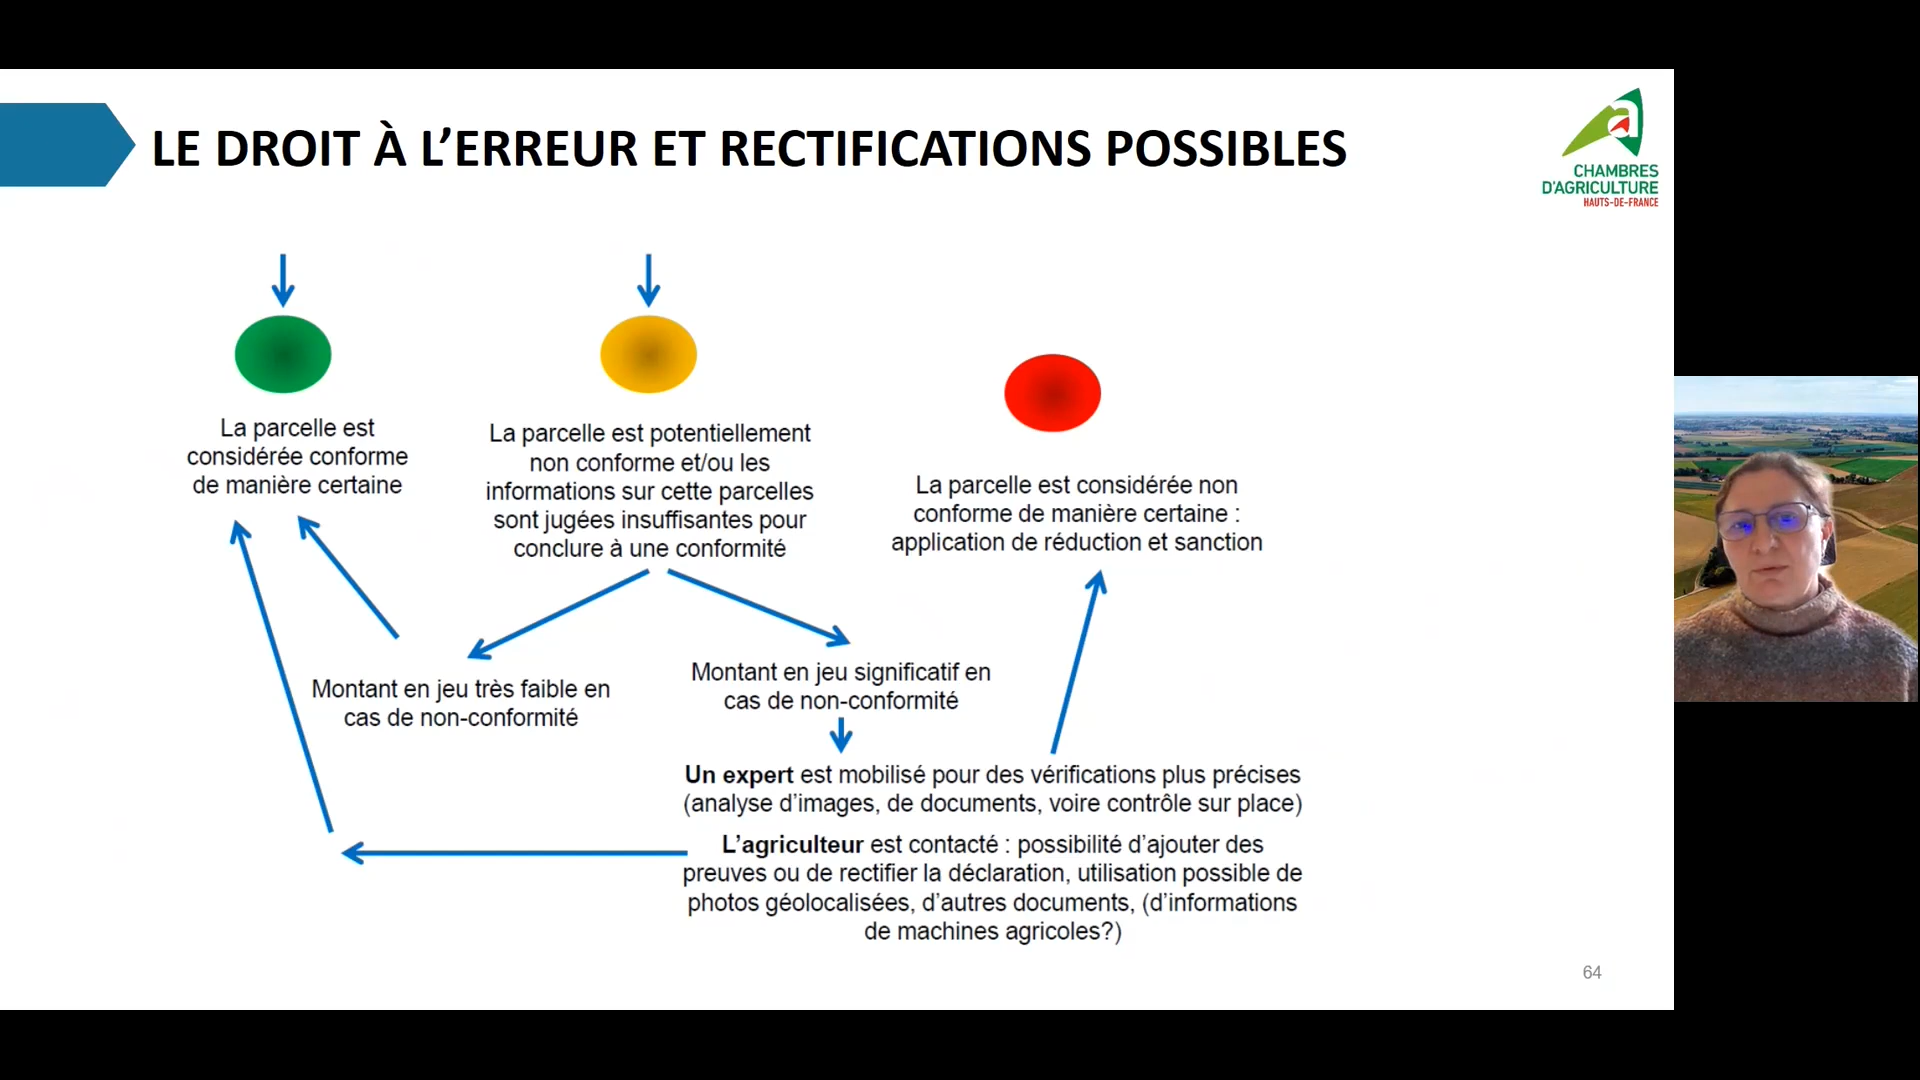 LE DROIT À L’ERREUR ET RECTIFICATIONS POSSIBLES
CHAMBRES
D'AGRICULTURE
HAUTS-DE-FRANCE
La parcelle est
considérée conforme
de manière certaine
La parcelle est potentiellement
non conforme et/ou les
informations sur cette parcelles
sont jugées insuffisantes pour
conclure à une conformité
La parcelle est considérée non
conforme de manière certaine :
application de réduction et sanction
Montant en jeu très faible en
cas de non-conformité
Montant en jeu significatif en
cas de non-conformité
Un expert est mobilisé pour des vérifications plus précises
(analyse d’images, de documents, voire contrôle sur place)
L’agriculteur est contacté : possibilité d’ajouter des
preuves ou de rectifier la déclaration, utilisation possible de
photos géolocalisées, d’autres documents, (d’informations
de machines agricoles?)
64